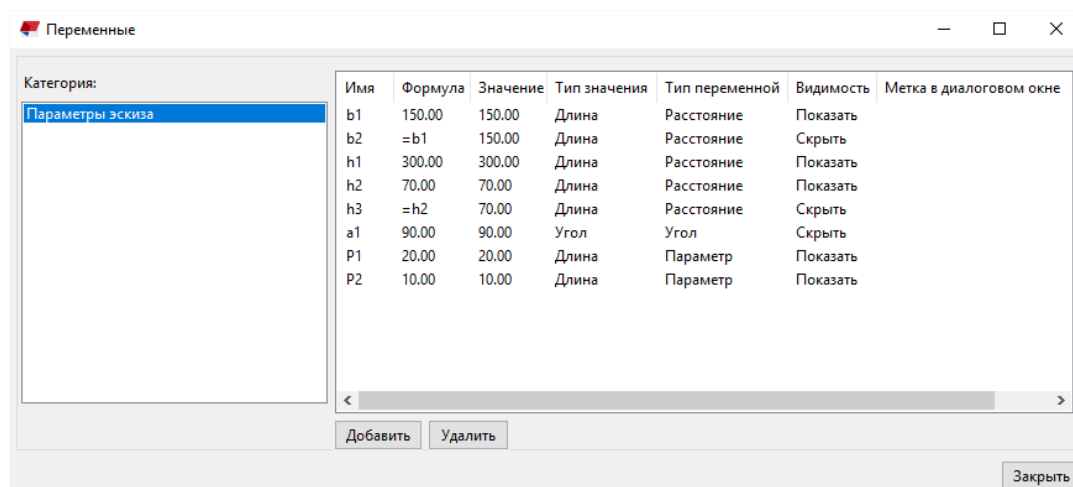 Переменные
Категория:
Параметры эскиза
Имя Формула Значение Тип значения Тип переменной Видимость Метка в диалоговом окне
b1 150.00 150.00 Длина Расстояние Показать
b2 =b1 150.00 Длина Расстояние Скрыть
h1 300.00 300.00 Длина Расстояние Показать
h2 70.00 70.00 Длина Расстояние Показать
h3 =h2 70.00 Длина Расстояние Скрыть
a1 90.00 90.00 Угол Угол Скрыть
P1 20.00 20.00 Длина Параметр Показать
P2 10.00 10.00 Длина Параметр Показать
Добавить Удалить
Закрыть